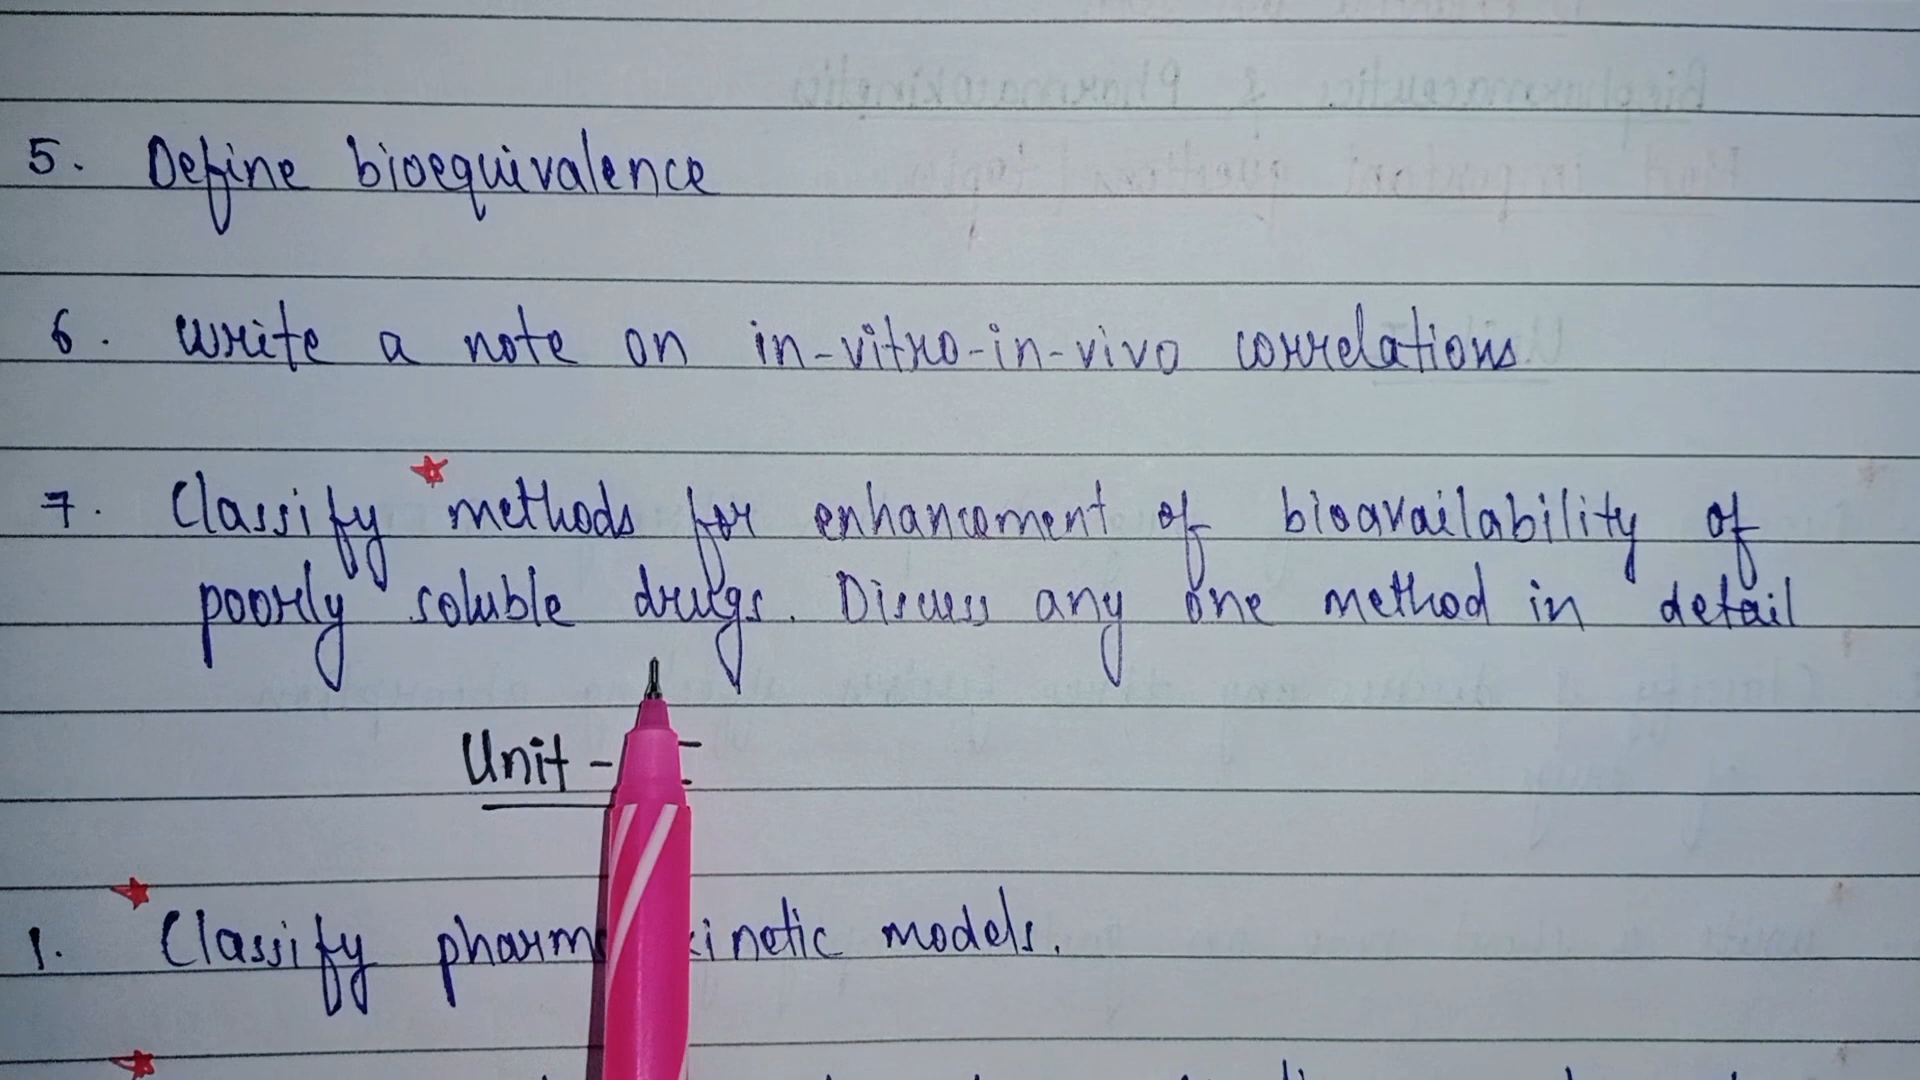 5. Define bioequivalence
6. Write a note on in-vitro-in-vivo correlations
7. Classify methods for enhancement of bioavailability of
poorly soluble drugs. Discuss any one method in detail
Unit -
1. Classify kinetic models.